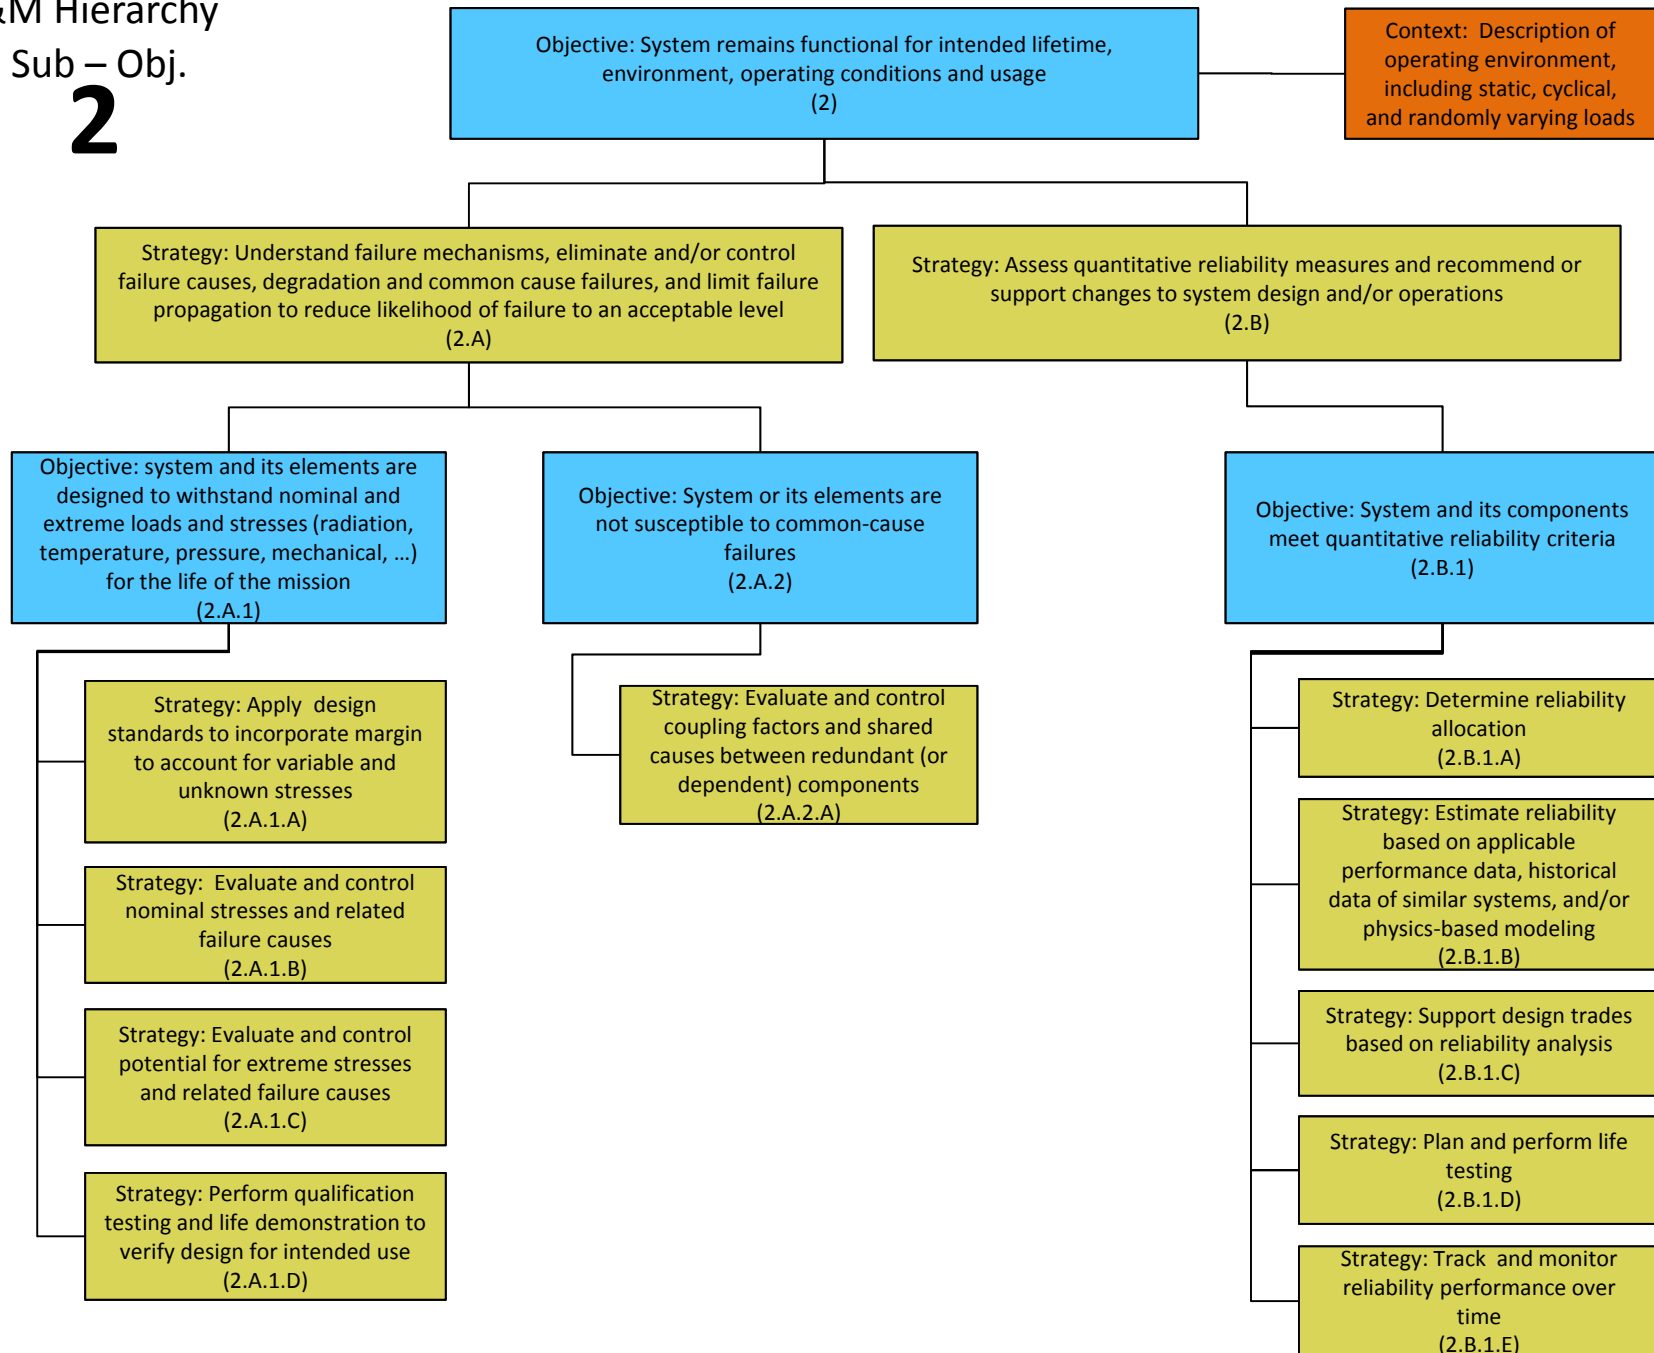 &M Hierarchy
Sub – Obj.
2
Objective: System remains functional for intended lifetime,
environment, operating conditions and usage
(2)
Context:  Description of
operating environment,
including static, cyclical,
and randomly varying loads
Strategy: Understand failure mechanisms, eliminate and/or control
failure causes, degradation and common cause failures, and limit failure
propagation to reduce likelihood of failure to an acceptable level
(2.A)
Strategy: Assess quantitative reliability measures and recommend or
support changes to system design and/or operations
(2.B)
Objective: system and its elements are
designed to withstand nominal and
extreme loads and stresses (radiation,
temperature, pressure, mechanical, …)
for the life of the mission
(2.A.1)
Objective: System or its elements are
not susceptible to common-cause
failures
(2.A.2)
Objective: System and its components
meet quantitative reliability criteria
(2.B.1)
Strategy: Apply  design
standards to incorporate margin
to account for variable and
unknown stresses
(2.A.1.A)
Strategy:  Evaluate and control
nominal stresses and related
failure causes
(2.A.1.B)
Strategy: Evaluate and control
potential for extreme stresses
and related failure causes
(2.A.1.C)
Strategy: Perform qualification
testing and life demonstration to
verify design for intended use
(2.A.1.D)
Strategy: Evaluate and control
coupling factors and shared
causes between redundant (or
dependent) components
(2.A.2.A)
Strategy: Determine reliability
allocation
(2.B.1.A)
Strategy: Estimate reliability
based on applicable
performance data, historical
data of similar systems, and/or
physics-based modeling
(2.B.1.B)
Strategy: Support design trades
based on reliability analysis
(2.B.1.C)
Strategy: Plan and perform life
testing
(2.B.1.D)
Strategy: Track  and monitor
reliability performance over
time
(2.B.1.E)